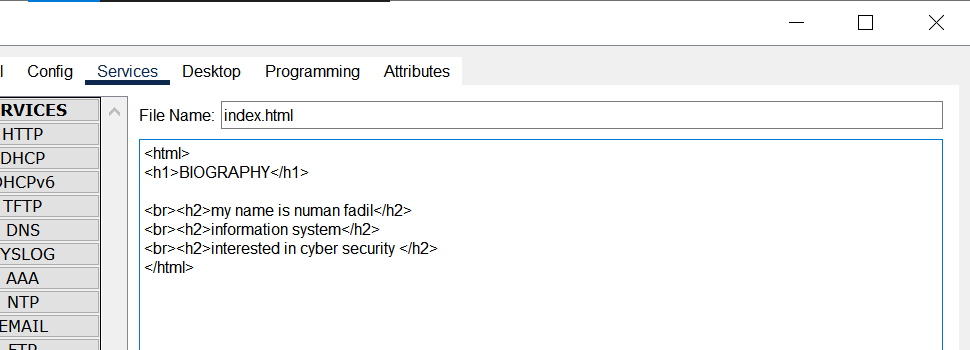 Config Services Desktop Programming Attributes
RVICES
HTTP
DHCP
DHCPv6
TFTP
DNS
YSLOG
AAA
NTP
EMAIL
FTP
File Name: index.html
<html>
<h1>BIOGRAPHY</h1>
<br><h2>my name is numan fadil</h2>
<br><h2>information system</h2>
<br><h2>interested in cyber security </h2>
</html>